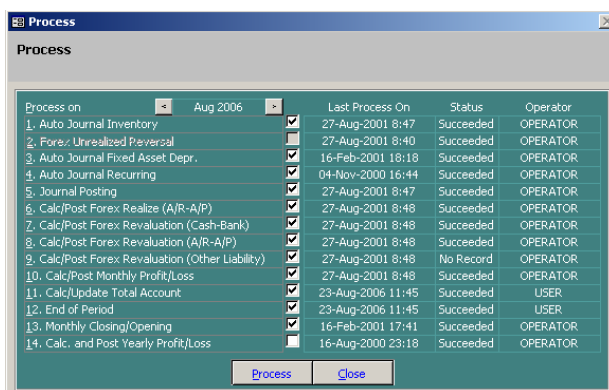 Process
Process
Process on < Aug 2006 > Last Process On Status Operator
1. Auto Journal Inventory 27-Aug-2001 8:47 Succeeded OPERATOR
2. Forex Unrealized Reversal 27-Aug-2001 8:40 Succeeded OPERATOR
3. Auto Journal Fixed Asset Depr. 16-Feb-2001 18:18 Succeeded OPERATOR
4. Auto Journal Recurring 04-Nov-2000 16:44 Succeeded OPERATOR
5. Journal Posting 27-Aug-2001 8:47 Succeeded OPERATOR
6. Calc/Post Forex Realize (A/R-A/P) 27-Aug-2001 8:48 Succeeded OPERATOR
7. Calc/Post Forex Revaluation (Cash-Bank) 27-Aug-2001 8:48 Succeeded OPERATOR
8. Calc/Post Forex Revaluation (A/R-A/P) 27-Aug-2001 8:48 Succeeded OPERATOR
9. Calc/Post Forex Revaluation (Other Liability) 27-Aug-2001 8:48 No Record OPERATOR
10. Calc/Post Monthly Profit/Loss 27-Aug-2001 8:48 Succeeded OPERATOR
11. Calc/Update Total Account 23-Aug-2006 11:45 Succeeded USER
12. End of Period 23-Aug-2006 11:45 Succeeded USER
13. Monthly Closing/Opening 16-Feb-2001 17:41 Succeeded OPERATOR
14. Calc. and Post Yearly Profit/Loss 16-Aug-2000 23:18 Succeeded OPERATOR
Process Close